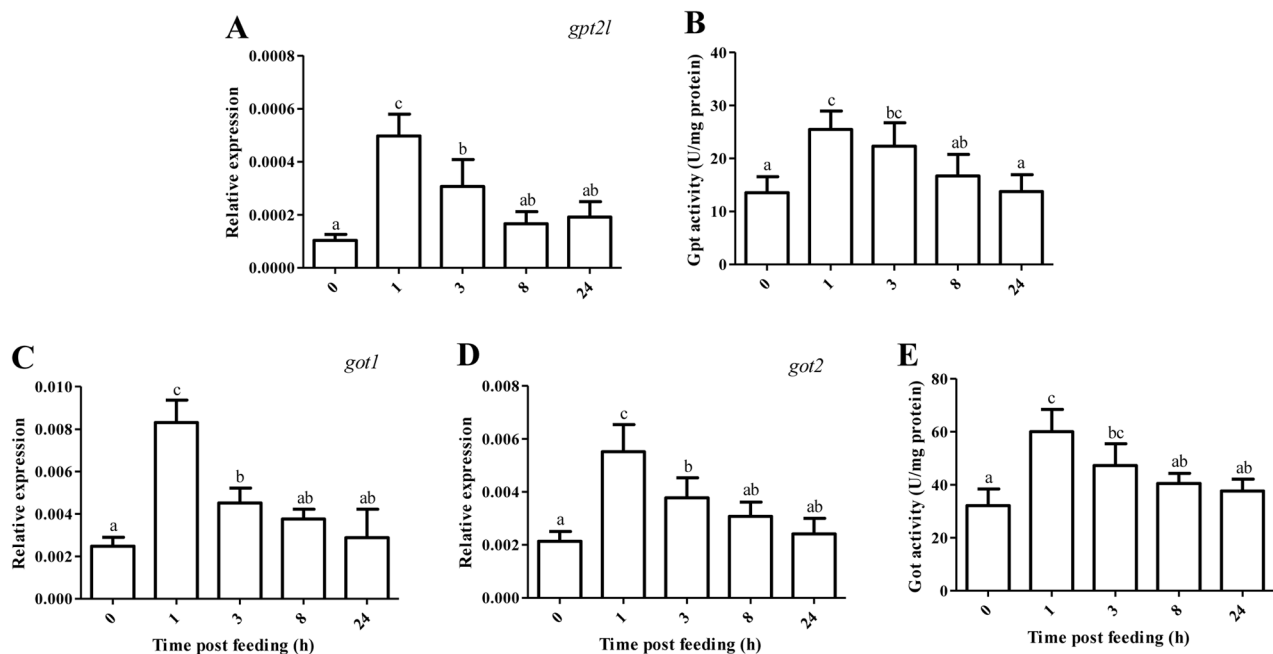 A
gpt2l
Relative expression
0.0008
0.0006
0.0004
0.0002
0.0000
a
c
b
ab
ab
0
1
3
8
24
B
Gpt activity (U/mg protein)
40
30
20
10
0
a
c
bc
ab
a
0
1
3
8
24
C
got1
Relative expression
0.010
0.008
0.006
0.004
0.002
0.000
a
c
b
ab
ab
0
1
3
8
24
Time post feeding (h)
D
got2
Relative expression
0.008
0.006
0.004
0.002
0.000
a
c
b
ab
ab
0
1
3
8
24
Time post feeding (h)
E
Got activity (U/mg protein)
80
60
40
20
0
a
c
bc
ab
ab
0
1
3
8
24
Time post feeding (h)